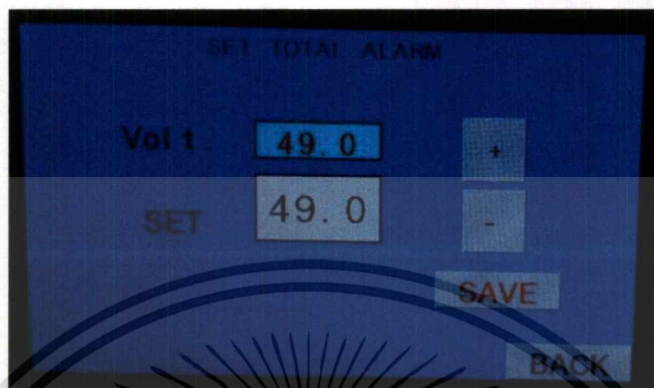 SET TOTAL ALARM
Volt. 49.0 +
SET 49.0 -
SAVE
BACK